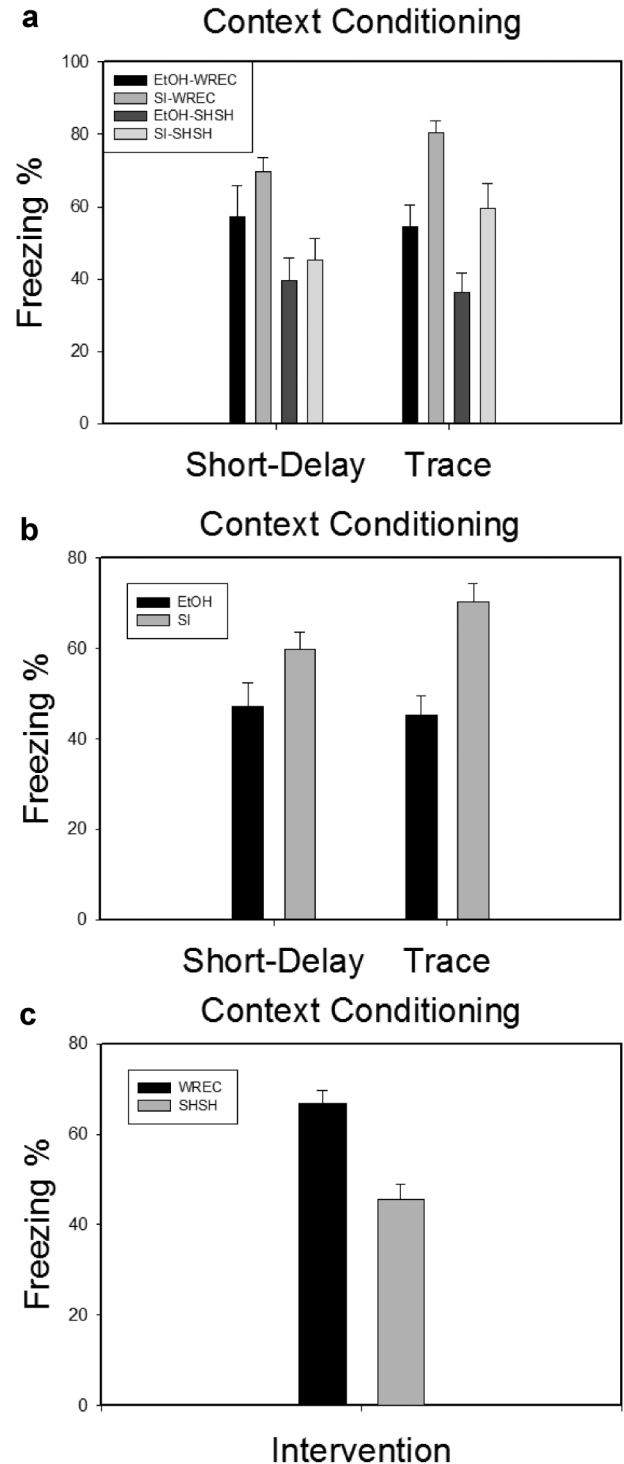 a
Context Conditioning
Freezing %
100
80
60
40
20
0
EtOH-WREC
SI-WREC
EtOH-SHSH
SI-SHSH
Short-Delay Trace
b
Context Conditioning
Freezing %
80
60
40
20
0
EtOH
SI
Short-Delay Trace
c
Context Conditioning
Freezing %
80
60
40
20
0
WREC
SHSH
Intervention